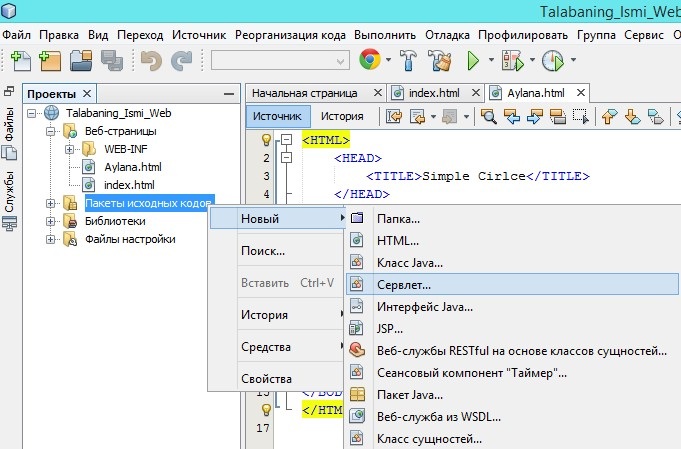 Talabaning_Ismi_Web
Файл Правка Вид Переход Источник Реорганизация кода Выполнить Отладка Профилировать Группа Сервис
Проекты
Начальная страница index.html Aylana.html
Источник История
Файлы
Службы
Talabaning_Ismi_Web
Веб-страницы
WEB-INF
Aylana.html
index.html
Пакеты исходных кодов
Библиотеки
Файлы настройки
1 <HTML>
2 <HEAD>
3 <TITLE>Simple Cirlce</TITLE>
4 </HEAD>
Новый
Поиск...
Вставить Ctrl+V
История
Средства
Свойства
Папка...
HTML...
Класс Java...
Сервлет...
Интерфейс Java...
JSP...
Веб-службы RESTful на основе классов сущностей...
Сеансовый компонент "Таймер"...
Пакет Java...
Веб-служба из WSDL...
Класс сущностей...
</HTM
17